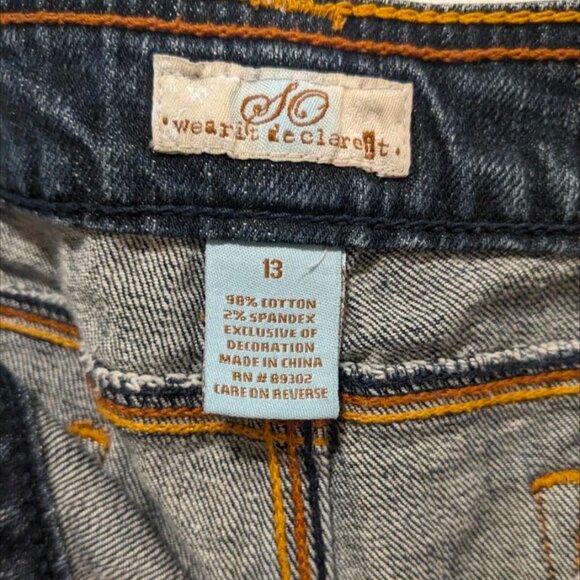 SO
• wear it declare it •
13
98% COTTON
2% SPANDEX
EXCLUSIVE OF
DECORATION
MADE IN CHINA
RN # 89302
CARE ON REVERSE